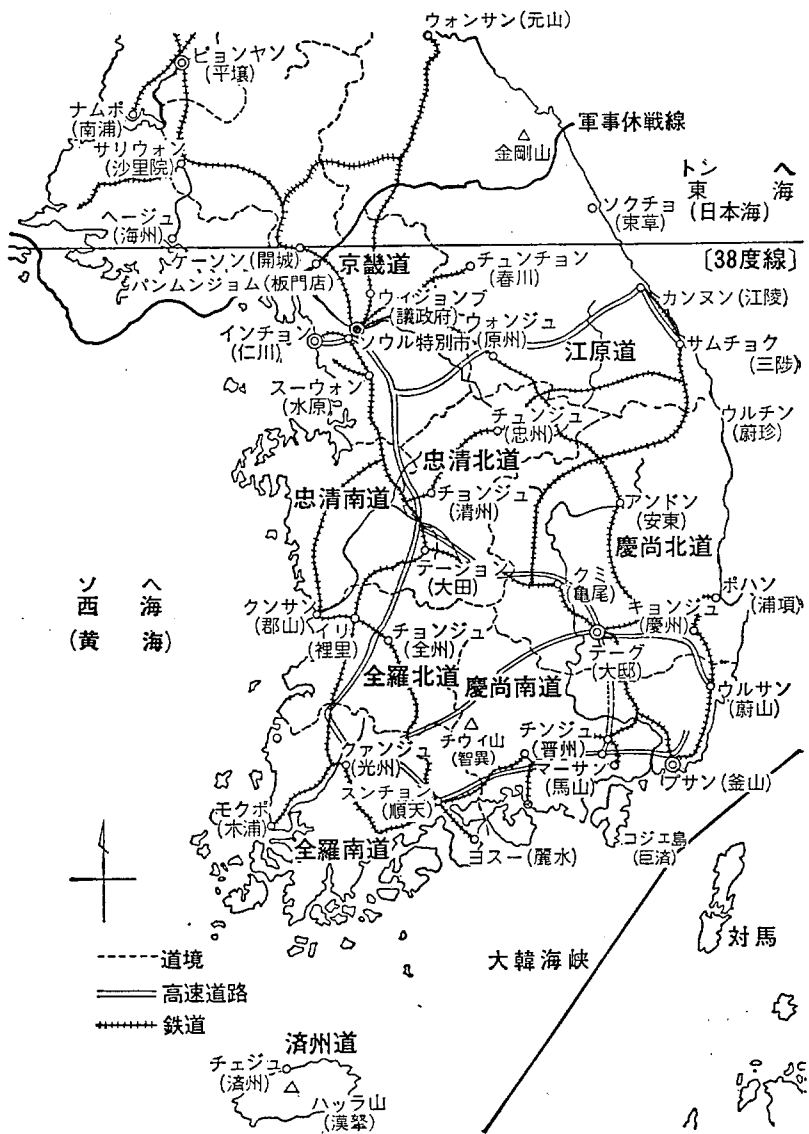 ウォンサン(元山)
ピョンヤン
(平壌)
ナムポ
(南浦)
軍事休戦線
金剛山
サリウォン
(沙里院)
トン へ
東 海
(日本海)
ソクチョ
(束草)
ヘージュ
(海州)
ケーソン(開城)
京畿道
〔38度線〕
チュンチョン
(春川)
パンムンジョム(板門店)
カンヌン(江陵)
ウィジョンブ
(議政府)
ウォンジュ
(原州)
インチョン
(仁川)
ソウル特別市
江原道
サムチョク
(三陟)
スーウォン
(水原)
チュンジュ
(忠州)
ウルチン
(蔚珍)
忠清北道
忠清南道
チョンジュ
(清州)
アンドン
(安東)
慶尚北道
テージョン
(大田)
クミ
(亀尾)
ソ へ
西 海
(黄 海)
ポハン
(浦項)
クンサン
(郡山)
イリ
(裡里)
チョンジュ
(全州)
キョンジュ
(慶州)
テーグ
(大邸)
全羅北道
慶尚南道
ウルサン
(蔚山)
チウィ山
(智異)
チンジュ
(晋州)
クァンジュ
(光州)
マーサン
(馬山)
プサン(釜山)
スンチョン
(順天)
モクポ
(木浦)
全羅南道
ヨスー(麗水)
コジェ島
(巨済)
対馬
大韓海峡
道境
高速道路
鉄道
済州道
チェジュ
(済州)
ハッラ山
(漢拏)